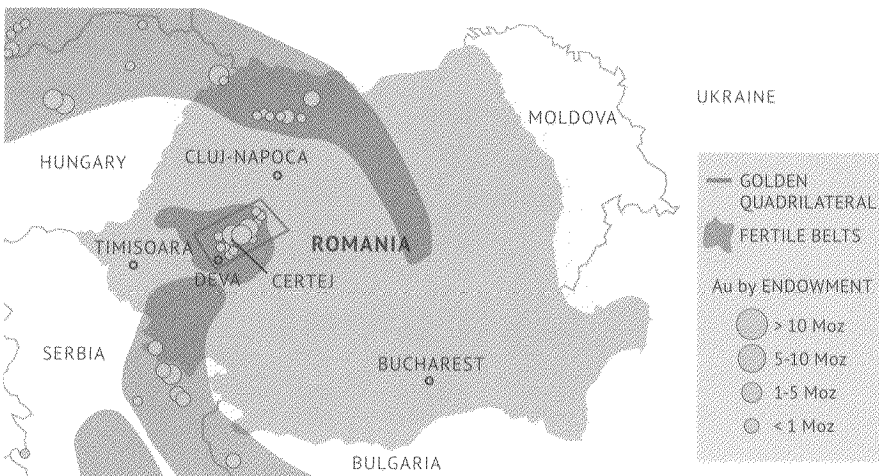 UKRAINE
MOLDOVA
HUNGARY
CLUJ-NAPOCA
GOLDEN
QUADRILATERAL
FERTILE BELTS
TIMISOARA
ROMANIA
DEVA
CERTEJ
Au by ENDOWMENT
> 10 Moz
5-10 Moz
1-5 Moz
< 1 Moz
SERBIA
BUCHAREST
BULGARIA